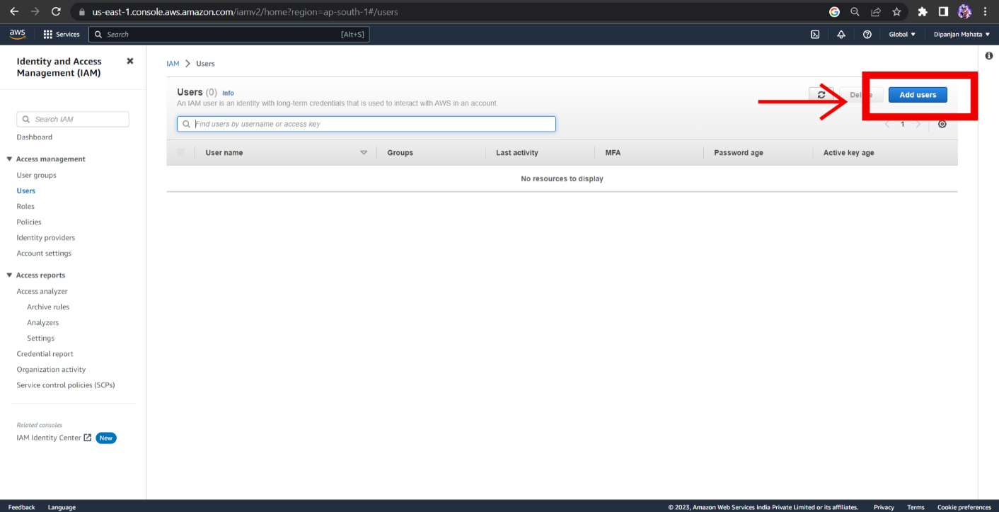 us-east-1.console.aws.amazon.com/iamv2/home?region=ap-south-1#/users
aws Services Search [Alt+S] Global Dipanjan Mahata
Identity and Access
Management (IAM)
Search IAM
Dashboard
Access management
User groups
Users
Roles
Policies
Identity providers
Account settings
Access reports
Access analyzer
Archive rules
Analyzers
Settings
Credential report
Organization activity
Service control policies (SCPs)
Related consoles
IAM Identity Center New
IAM > Users
Users (0) Info
An IAM user is an identity with long-term credentials that is used to interact with AWS in an account.
Add users
Find users by username or access key
1
User name Groups Last activity MFA Password age Active key age
No resources to display
Feedback Language © 2023, Amazon Web Services India Private Limited or its affiliates. Privacy Terms Cookie preferences